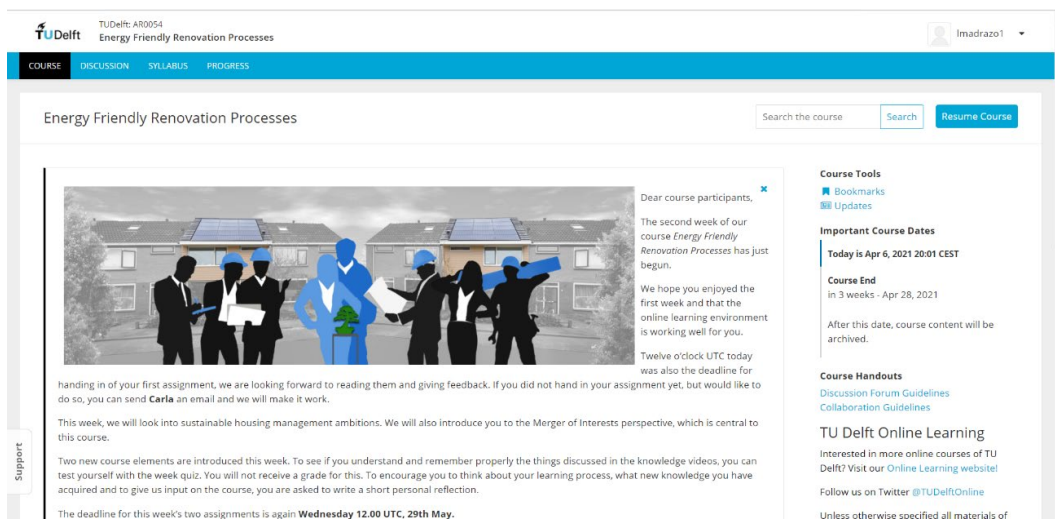 TUDelft
TUDelft: AR0054
Energy Friendly Renovation Processes
lmadrazo1
COURSE DISCUSSION SYLLABUS PROGRESS
Energy Friendly Renovation Processes
Search the course Search Resume Course
Dear course participants,
The second week of our
course Energy Friendly
Renovation Processes has just
begun.
We hope you enjoyed the
first week and that the
online learning environment
is working well for you.
Twelve o'clock UTC today
was also the deadline for
handing in of your first assignment, we are looking forward to reading them and giving feedback. If you did not hand in your assignment yet, but would like to
do so, you can send Carla an email and we will make it work.
This week, we will look into sustainable housing management ambitions. We will also introduce you to the Merger of Interests perspective, which is central to
this course.
Two new course elements are introduced this week. To see if you understand and remember properly the things discussed in the knowledge videos, you can
test yourself with the week quiz. You will not receive a grade for this. To encourage you to think about your learning process, what new knowledge you have
acquired and to give us input on the course, you are asked to write a short personal reflection.
The deadline for this week's two assignments is again Wednesday 12.00 UTC, 29th May.
Course Tools
Bookmarks
Updates
Important Course Dates
Today is Apr 6, 2021 20:01 CEST
Course End
in 3 weeks - Apr 28, 2021
After this date, course content will be
archived.
Course Handouts
Discussion Forum Guidelines
Collaboration Guidelines
TU Delft Online Learning
Interested in more online courses of TU
Delft? Visit our Online Learning website!
Follow us on Twitter @TUDelftOnline
Unless otherwise specified all materials of
Support